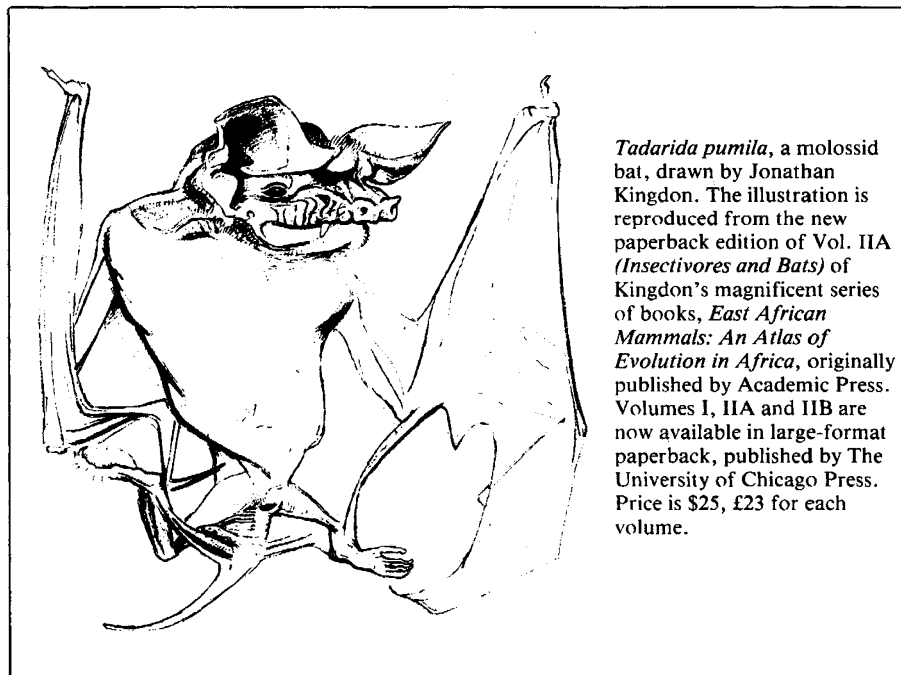 Tadarida pumila, a molossid
bat, drawn by Jonathan
Kingdon. The illustration is
reproduced from the new
paperback edition of Vol. IIA
(Insectivores and Bats) of
Kingdon's magnificent series
of books, East African
Mammals: An Atlas of
Evolution in Africa, originally
published by Academic Press.
Volumes I, IIA and IIB are
now available in large-format
paperback, published by The
University of Chicago Press.
Price is $25, £23 for each
volume.